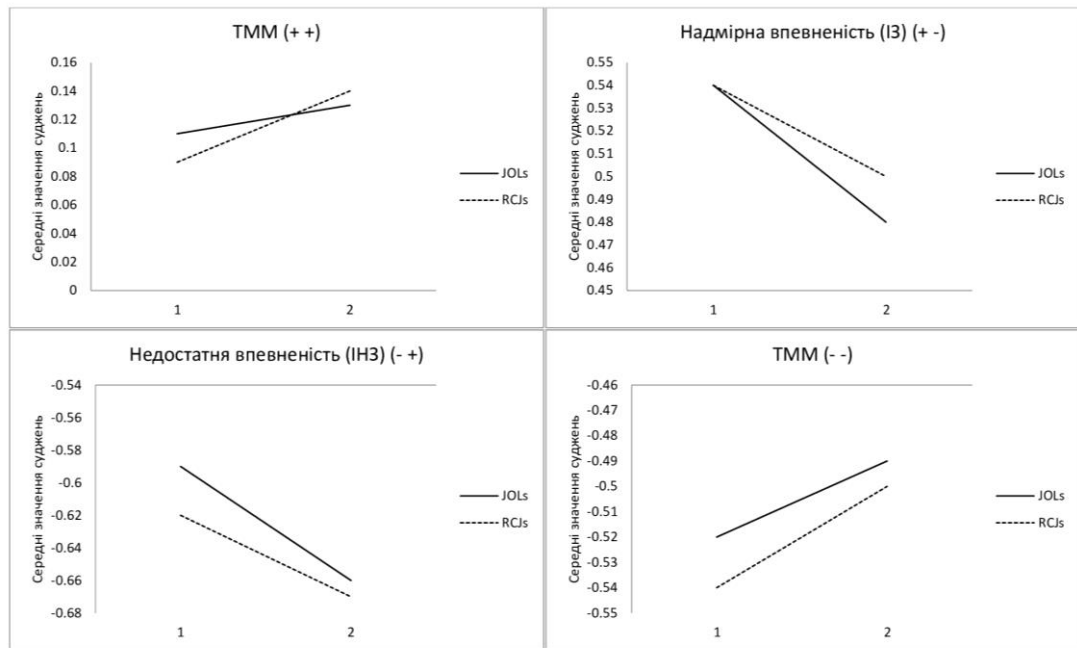 ТММ (+ +)
Середні значення суджень
0.16
0.14
0.12
0.1
0.08
0.06
0.04
0.02
0
1
2
JOLs
RCJs
Надмірна впевненість (ІЗ) (+ -)
Середні значення суджень
0.55
0.54
0.53
0.52
0.51
0.5
0.49
0.48
0.47
0.46
0.45
1
2
JOLs
RCJs
Недостатня впевненість (ІНЗ) (- +)
Середні значення суджень
-0.54
-0.56
-0.58
-0.6
-0.62
-0.64
-0.66
-0.68
1
2
JOLs
RCJs
ТММ (- -)
Середні значення суджень
-0.46
-0.47
-0.48
-0.49
-0.5
-0.51
-0.52
-0.53
-0.54
-0.55
1
2
JOLs
RCJs